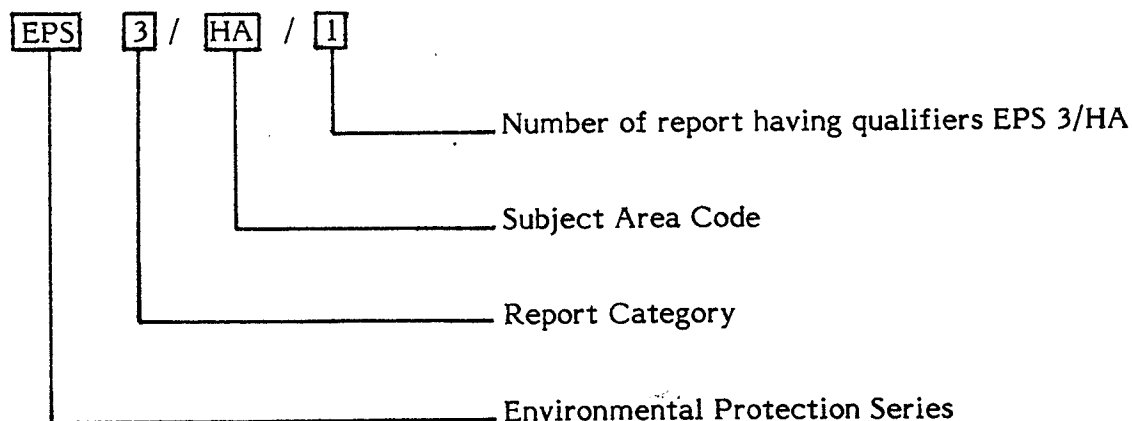 EPS 3 / HA / 1
Number of report having qualifiers EPS 3/HA
Subject Area Code
Report Category
Environmental Protection Series